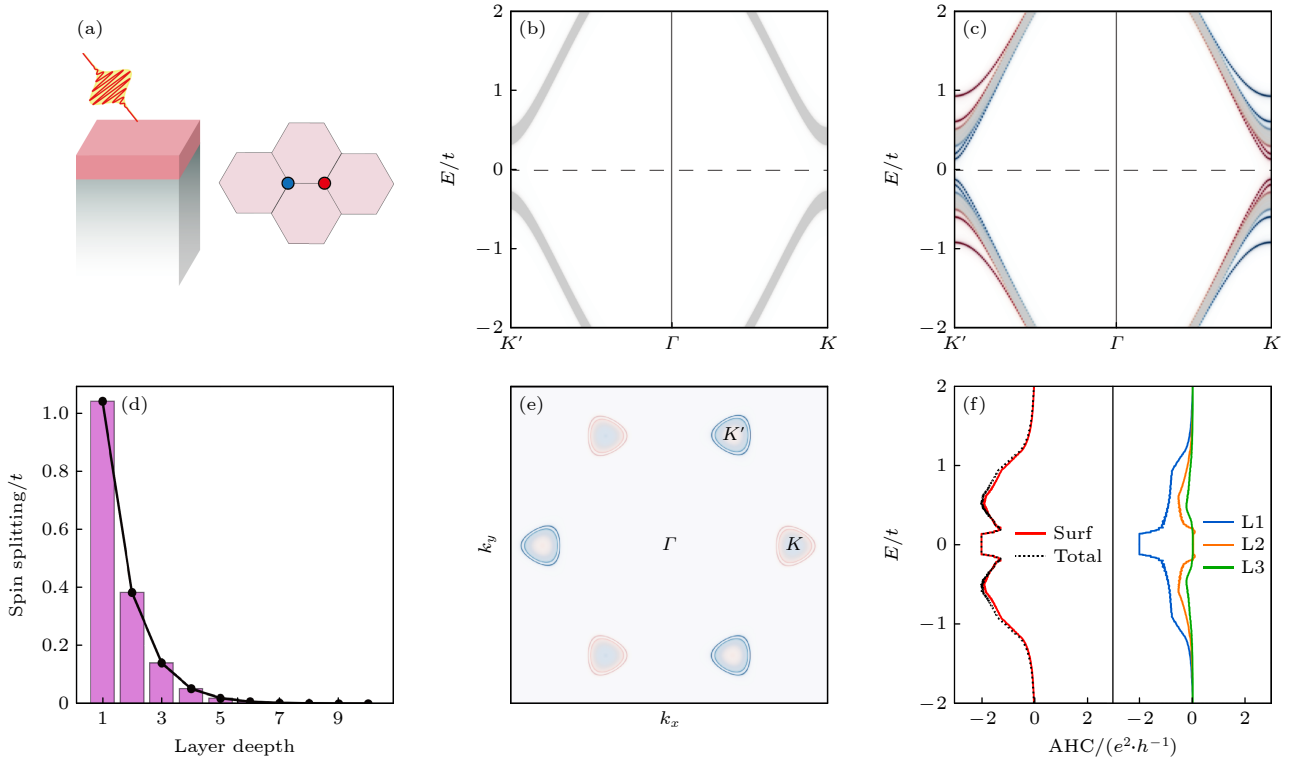 (a)
(b)
E/t
2
1
0
−1
−2
K′
Γ
K
(c)
E/t
2
1
0
−1
−2
K′
Γ
K
(d)
Spin splitting/t
1.0
0.8
0.6
0.4
0.2
0
1
3
5
7
9
Layer deepth
(e)
K′
Γ
K
k_y
k_x
(f)
E/t
2
1
0
−1
−2
Surf
Total
L1
L2
L3
−2
0
−2
0
2
AHC/(e²·h⁻¹)